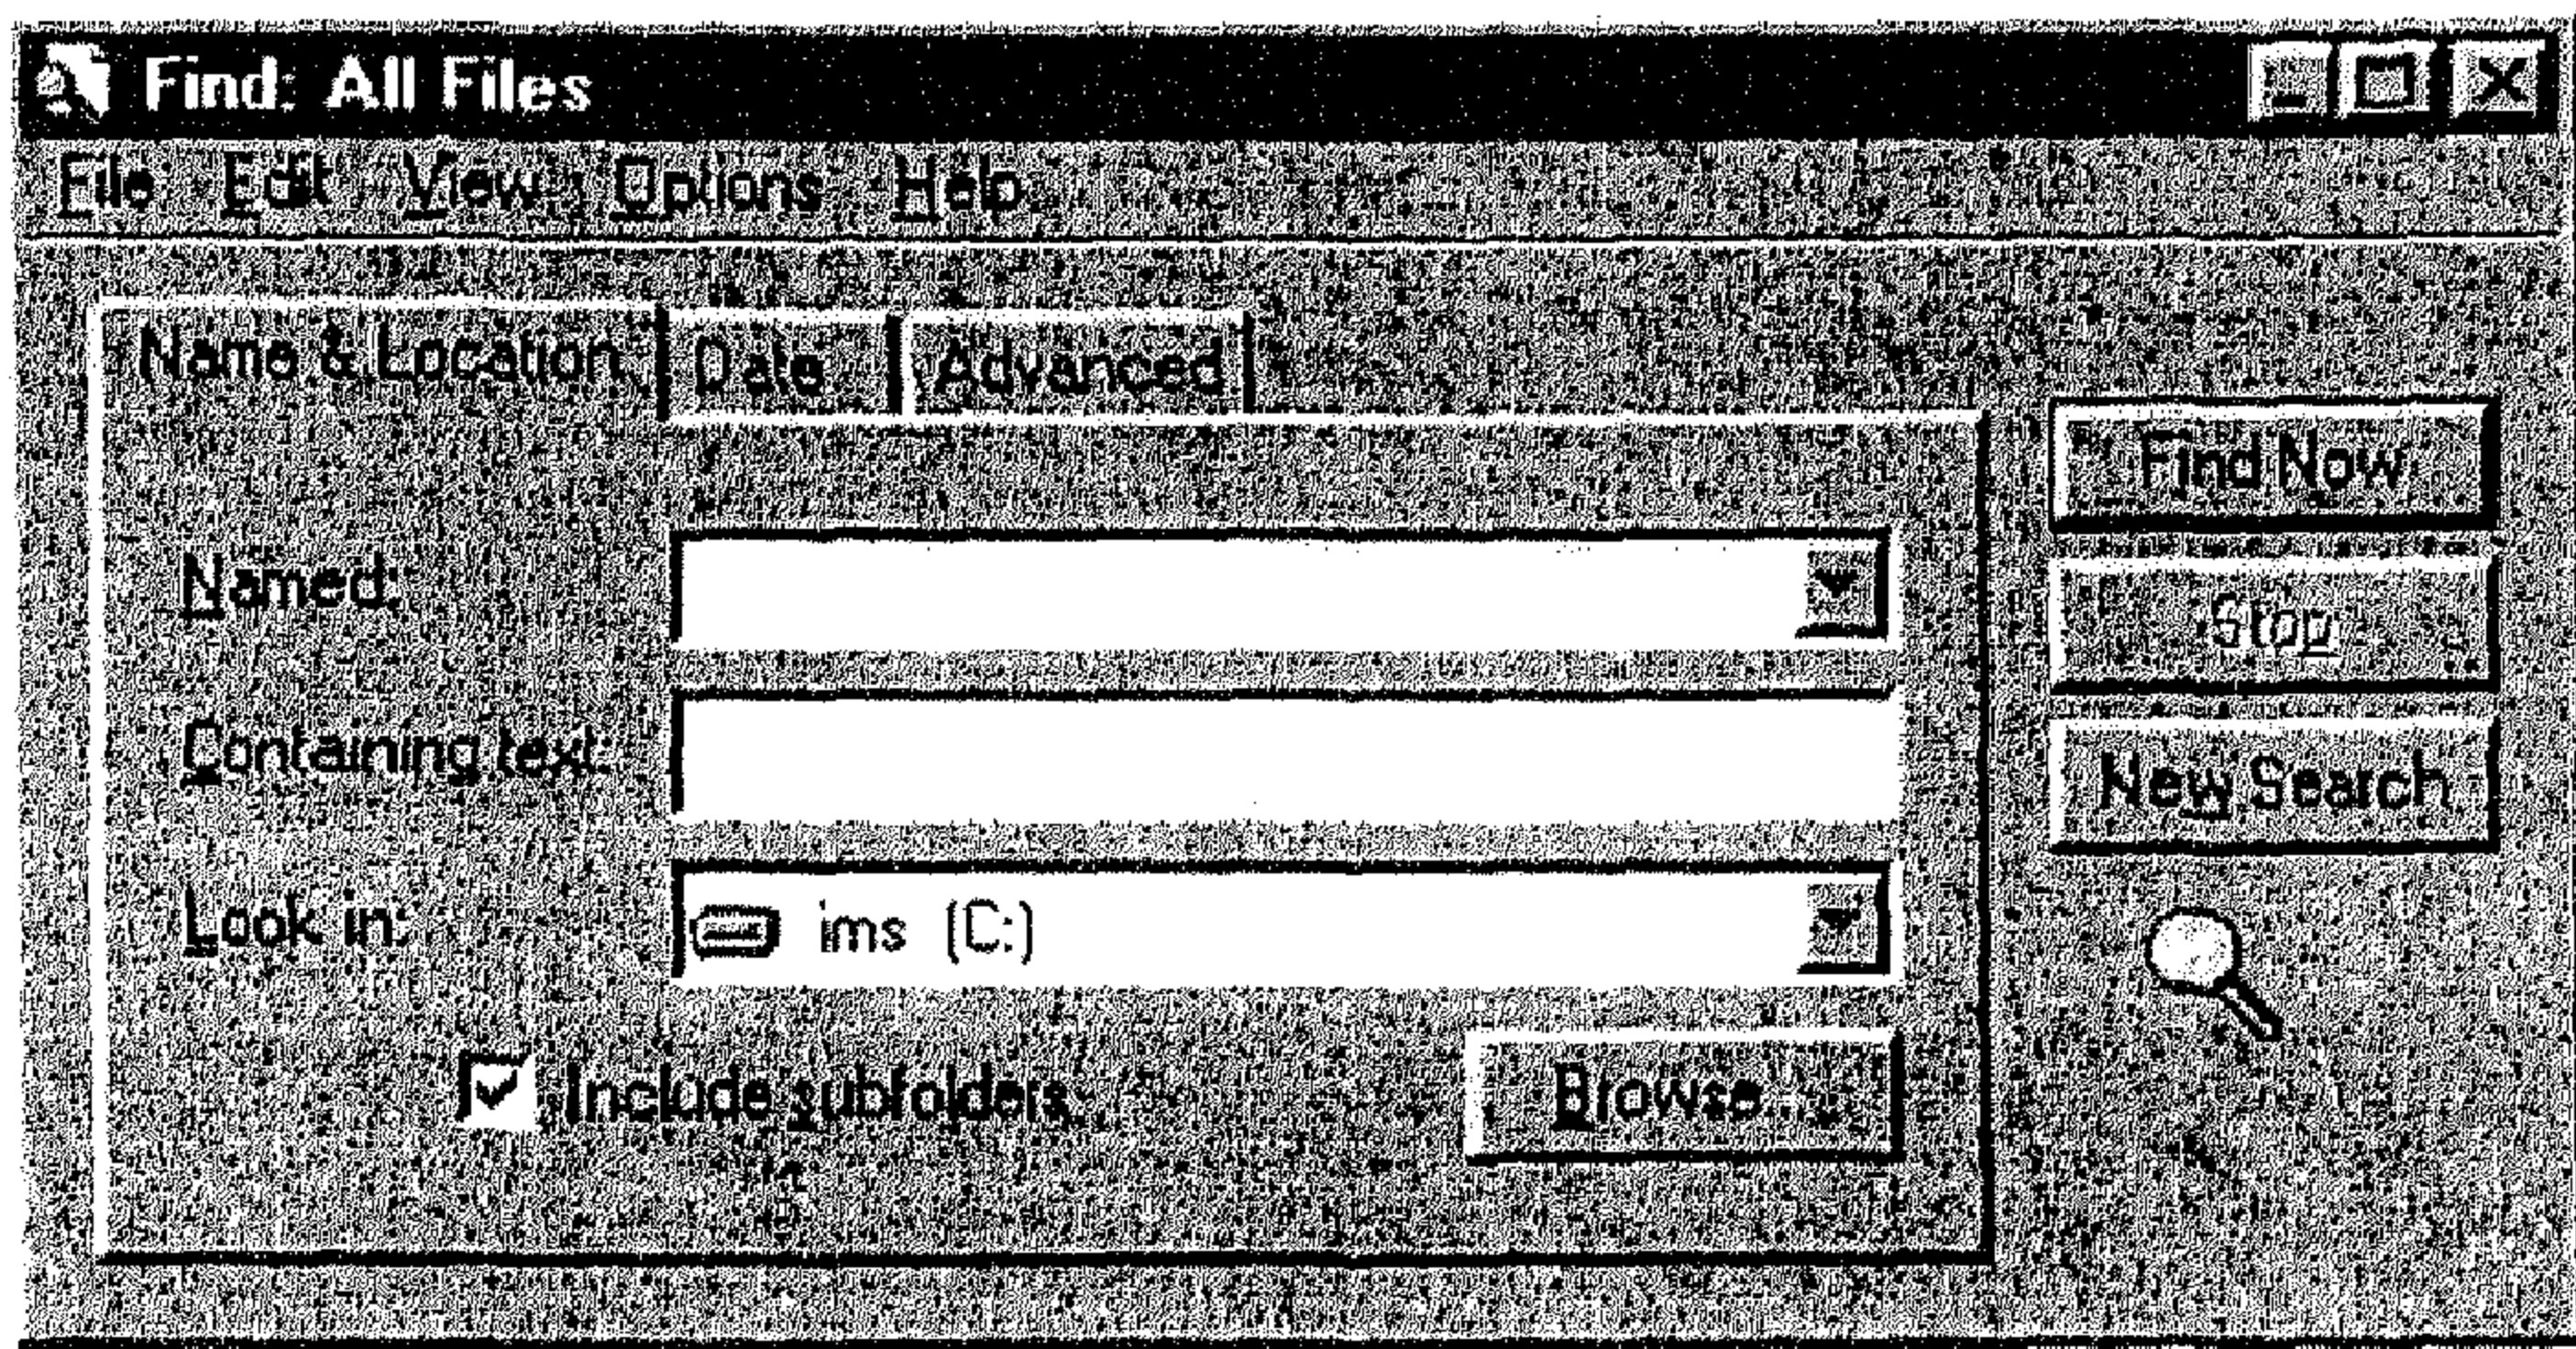 Find: All Files
File Edit View Options Help
Name & Location Date Advanced
Find Now
Named:
Stop
Containing text:
New Search
Look in: ims (C:)
Include subfolders Browse...